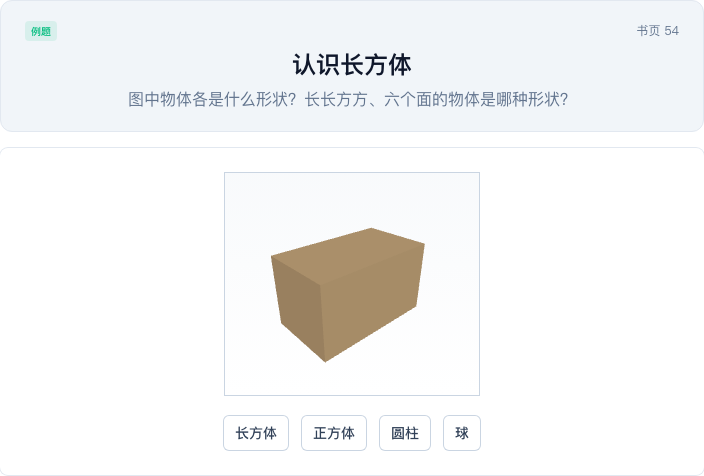 例题
书页 54
认识长方体
图中物体各是什么形状？长长方方、六个面的物体是哪种形状？
长方体
正方体
圆柱
球